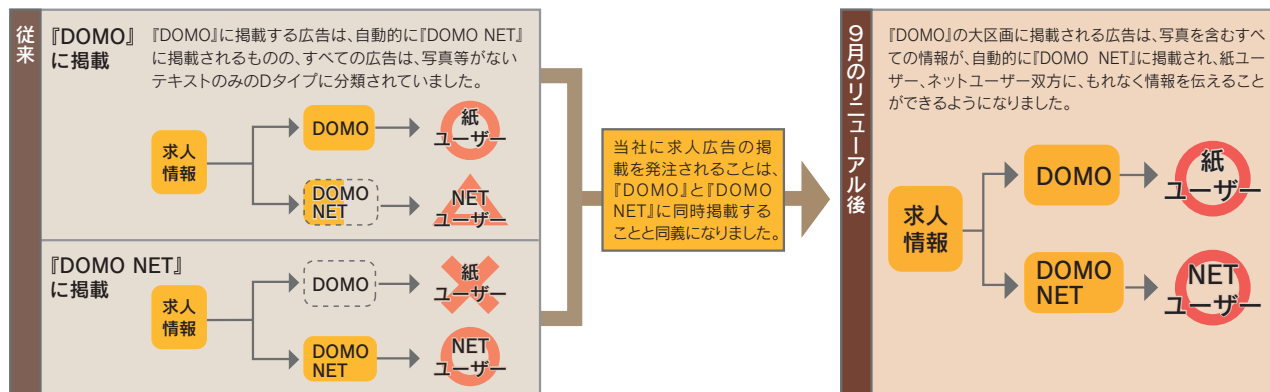 従来
『DOMO』
に掲載
『DOMO』に掲載する広告は、自動的に『DOMO NET』
に掲載されるものの、すべての広告は、写真等がない
テキストのみのDタイプに分類されていました。
求人
情報
DOMO
紙
ユーザー
DOMO
NET
NET
ユーザー
『DOMO NET』
に掲載
求人
情報
DOMO
紙
ユーザー
DOMO
NET
NET
ユーザー
当社に求人広告の掲
載を発注されることは、
『DOMO』と『DOMO
NET』に同時掲載する
ことと同義になりました。
9月のリニューアル後
『DOMO』の大区画に掲載される広告は、写真を含むすべ
ての情報が、自動的に『DOMO NET』に掲載され、紙ユー
ザー、ネットユーザー双方に、もれなく情報を伝えること
ができるようになりました。
求人
情報
DOMO
紙
ユーザー
DOMO
NET
NET
ユーザー